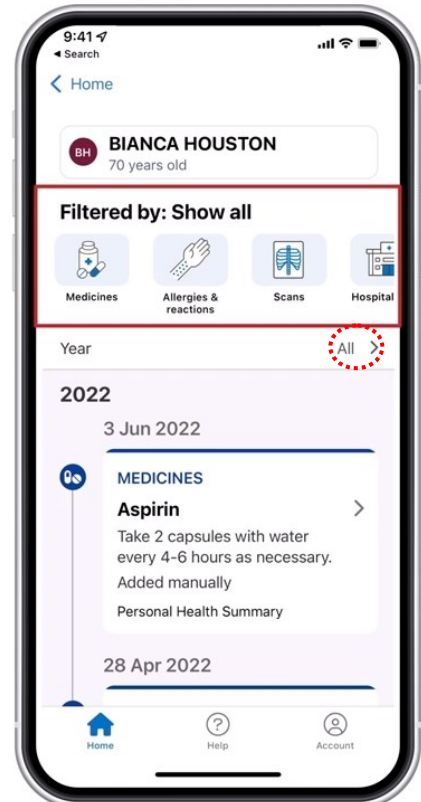 9:41
◀ Search
Home
BH
BIANCA HOUSTON
70 years old
Filtered by: Show all
Medicines
Allergies &
reactions
Scans
Hospital
Year
All
2022
3 Jun 2022
MEDICINES
Aspirin
Take 2 capsules with water
every 4-6 hours as necessary.
Added manually
Personal Health Summary
28 Apr 2022
Home
Help
Account